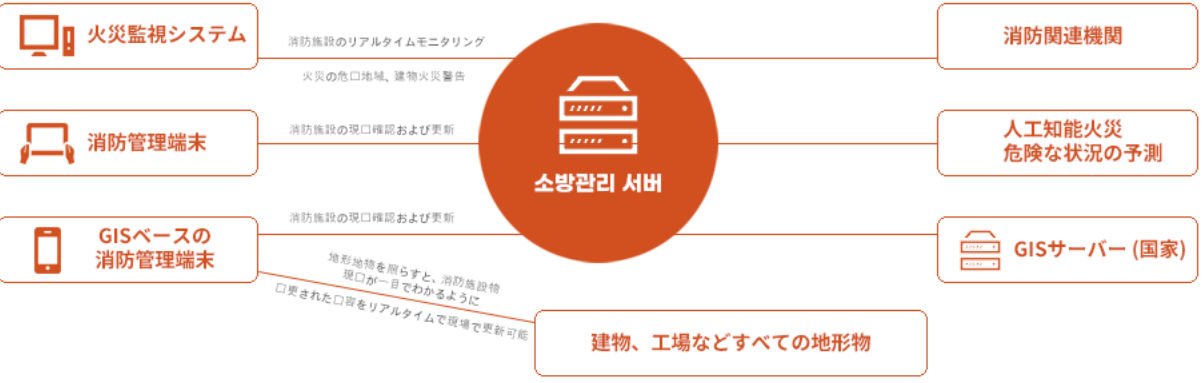 火災監視システム
消防施設のリアルタイムモニタリング
火災の危□地域、建物火災警告
消防関連機関
消防管理端末
消防施設の現□確認および更新
人工知能火災
危険な状況の予測
소방관리 서버
GISベースの
消防管理端末
消防施設の現□確認および更新
GISサーバー (国家)
地形地物を照らすと、消防施設物
現□が一目でわかるように
□更された□容をリアルタイムで現場で更新可能
建物、工場などすべての地形物